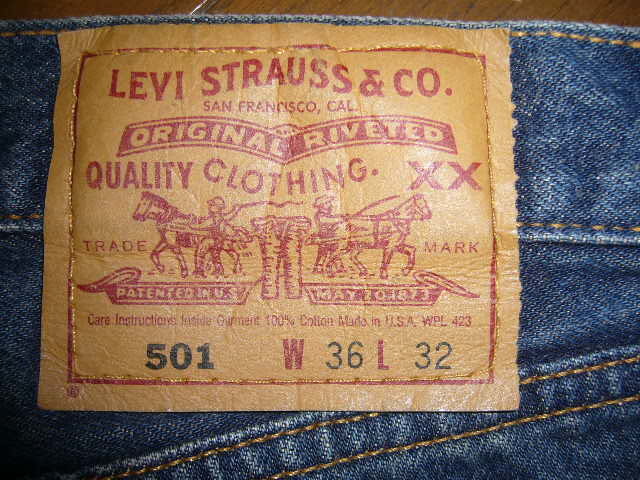 LEVI STRAUSS & CO.
SAN FRANCISCO, CAL.
ORIGINAL RIVETED
QUALITY CLOTHING. XX
TRADE MARK
PATENTED IN U.S. MAY 20 1873
Care Instructions Inside Garment 100% Cotton Made in U.S.A. WPL 423
501 W 36 L 32